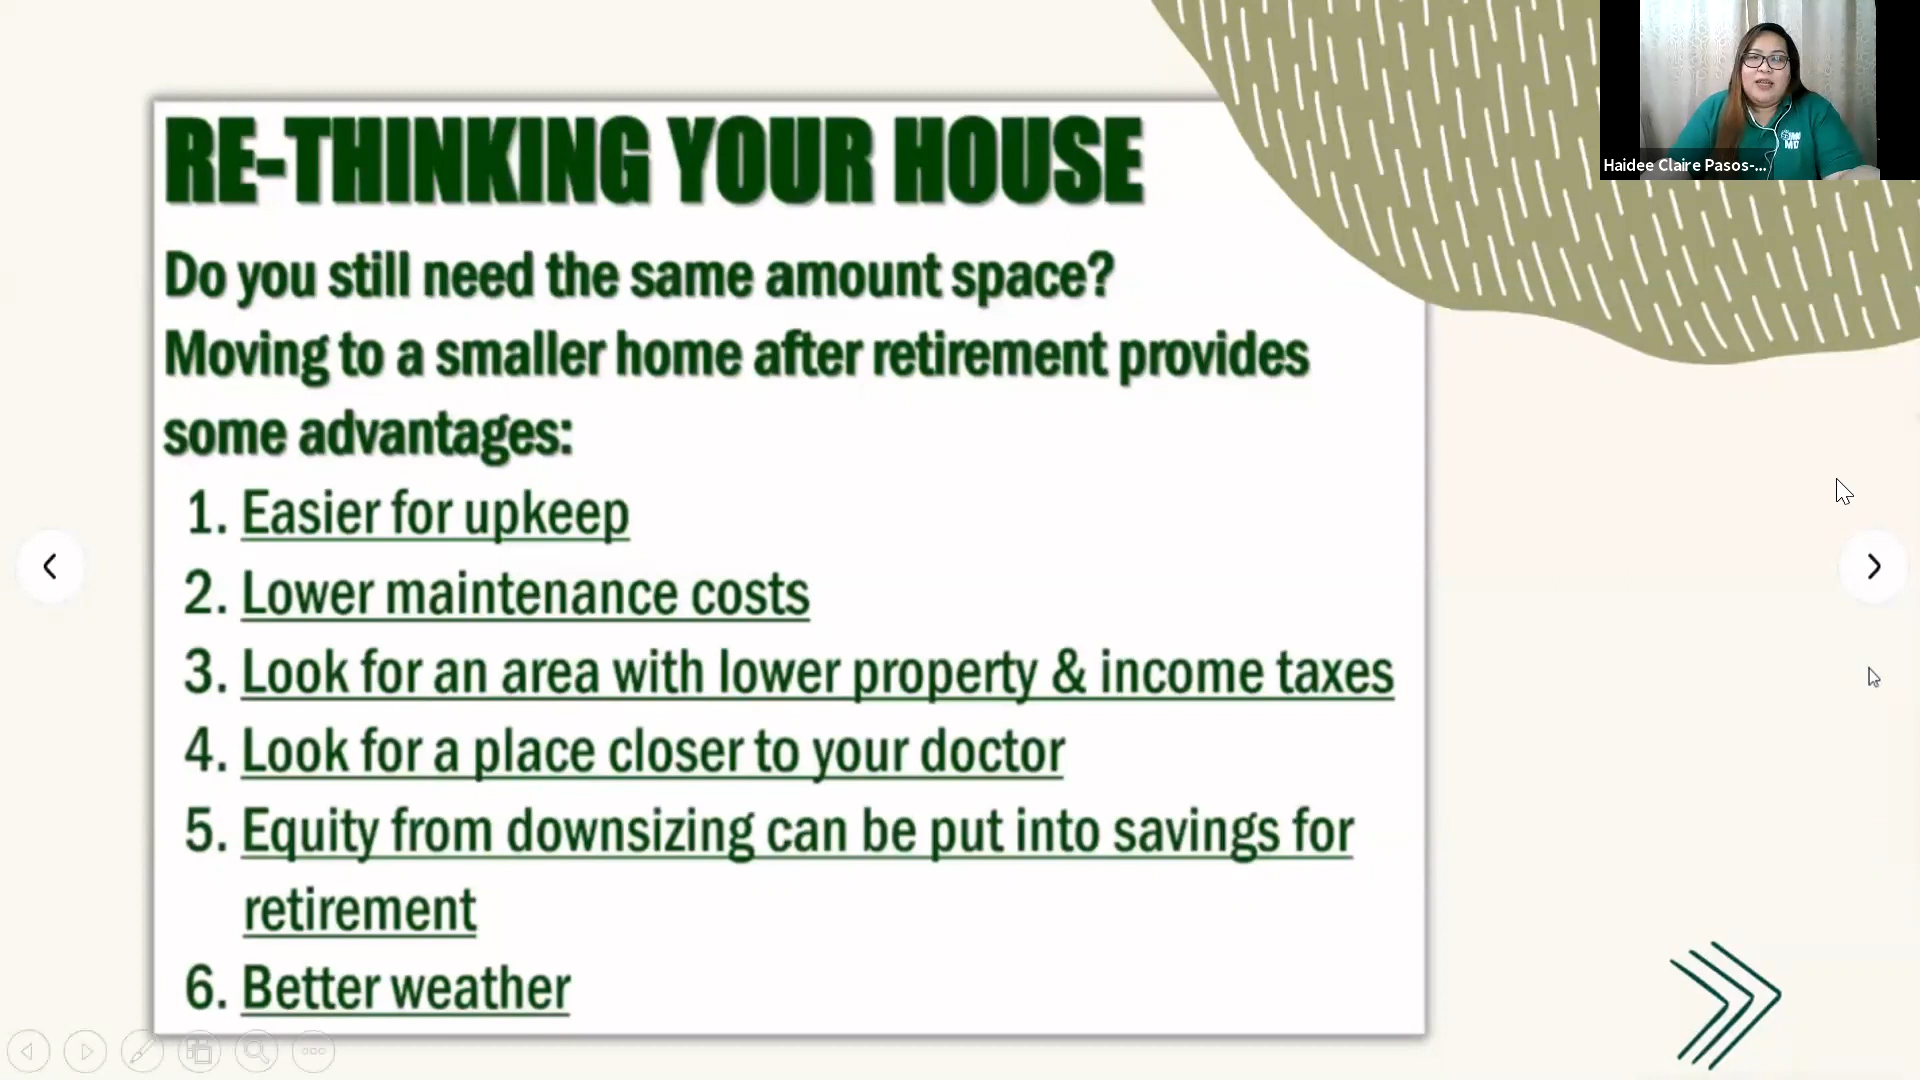 RE-THINKING YOUR HOUSE
Do you still need the same amount space?
Moving to a smaller home after retirement provides
some advantages:
1. Easier for upkeep
2. Lower maintenance costs
3. Look for an area with lower property & income taxes
4. Look for a place closer to your doctor
5. Equity from downsizing can be put into savings for
retirement
6. Better weather
Haidee Claire Pasos-...